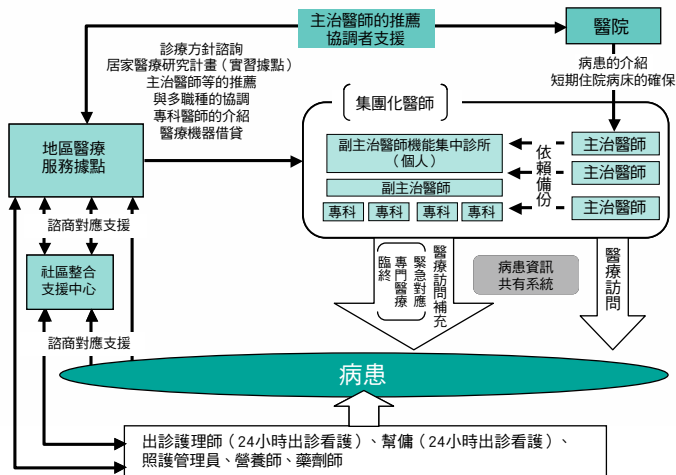 主治醫師的推薦
協調者支援
醫院
診療方針諮詢
居家醫療研究計畫（實習據點）
主治醫師等的推薦
與多職種的協調
專科醫師的介紹
醫療機器借貸
病患的介紹
短期住院病床的確保
集團化醫師
地區醫療
服務據點
副主治醫師機能集中診所
（個人）
副主治醫師
專科
專科
專科
專科
依賴備份
主治醫師
主治醫師
主治醫師
諮商對應支援
社區整合
支援中心
諮商對應支援
醫療訪問補充
緊急對應
專門醫療
臨終
病患資訊
共有系統
醫療訪問
病患
出診護理師（24小時出診看護）、幫傭（24小時看護）、
照護管理員、營養師、藥劑師